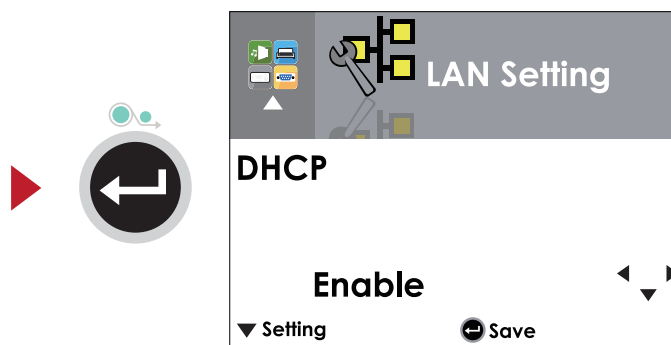 LAN Setting
DHCP
Enable
Setting
Save